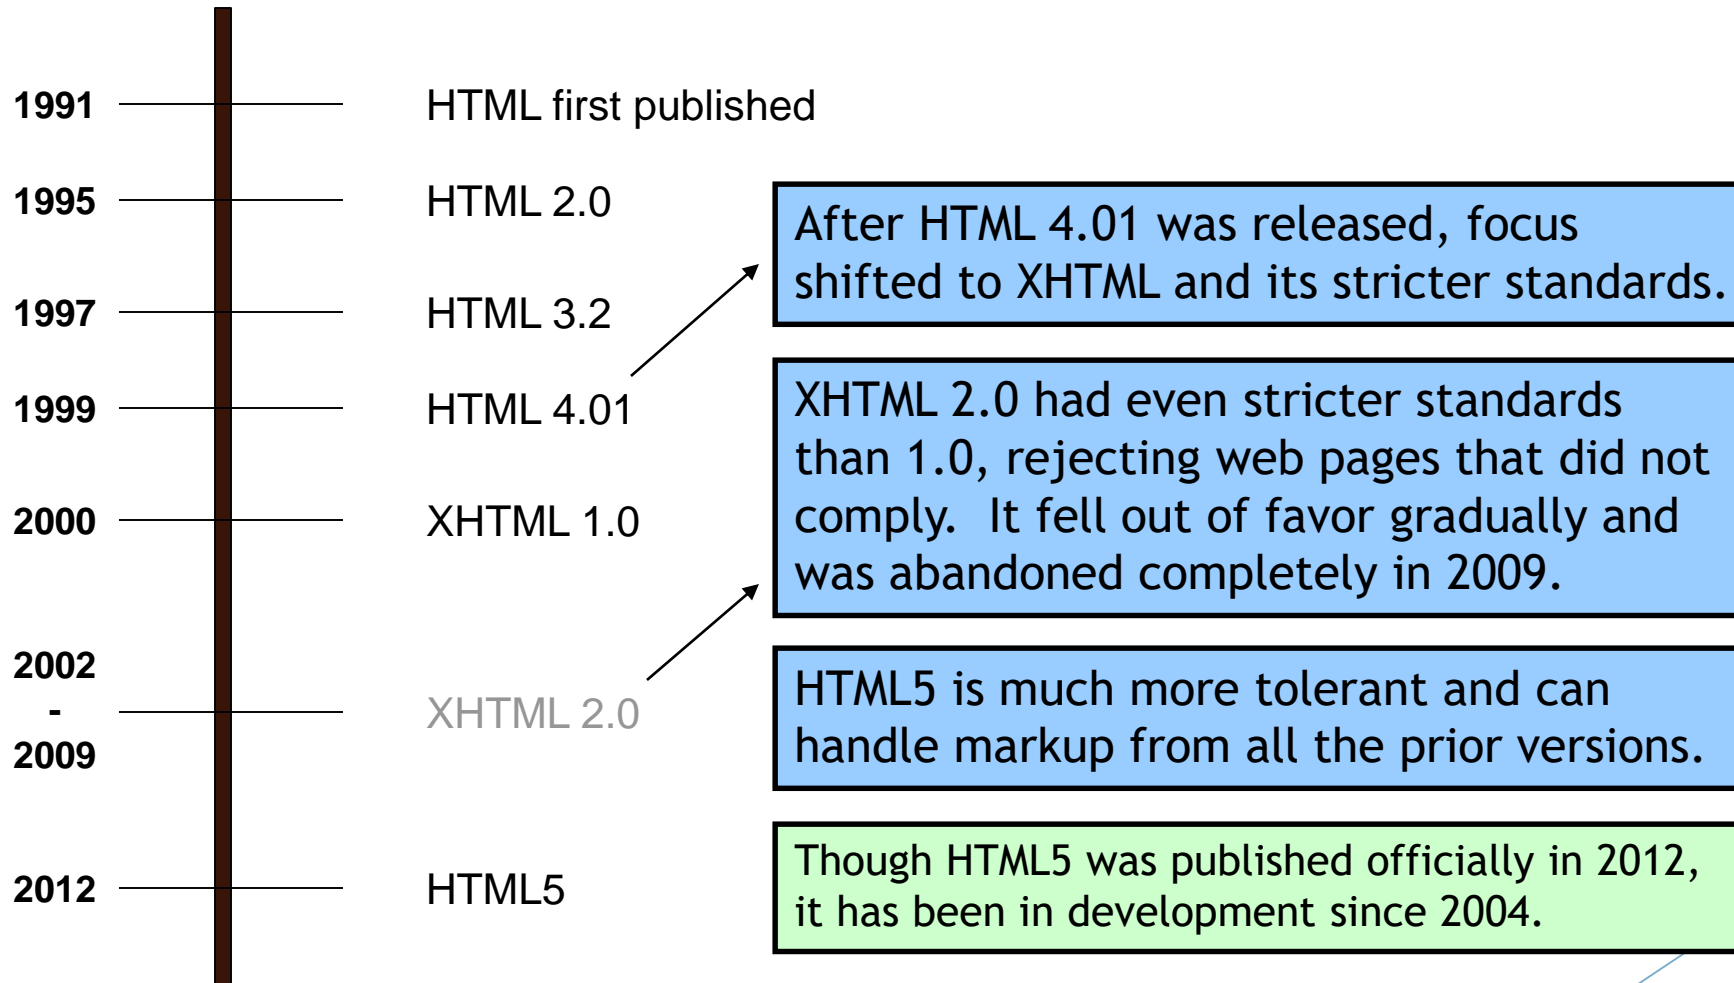 1991 HTML first published
1995 HTML 2.0
1997 HTML 3.2
1999 HTML 4.01
2000 XHTML 1.0
2002
-
2009
XHTML 2.0
2012 HTML5
After HTML 4.01 was released, focus
shifted to XHTML and its stricter standards.
XHTML 2.0 had even stricter standards
than 1.0, rejecting web pages that did not
comply. It fell out of favor gradually and
was abandoned completely in 2009.
HTML5 is much more tolerant and can
handle markup from all the prior versions.
Though HTML5 was published officially in 2012,
it has been in development since 2004.